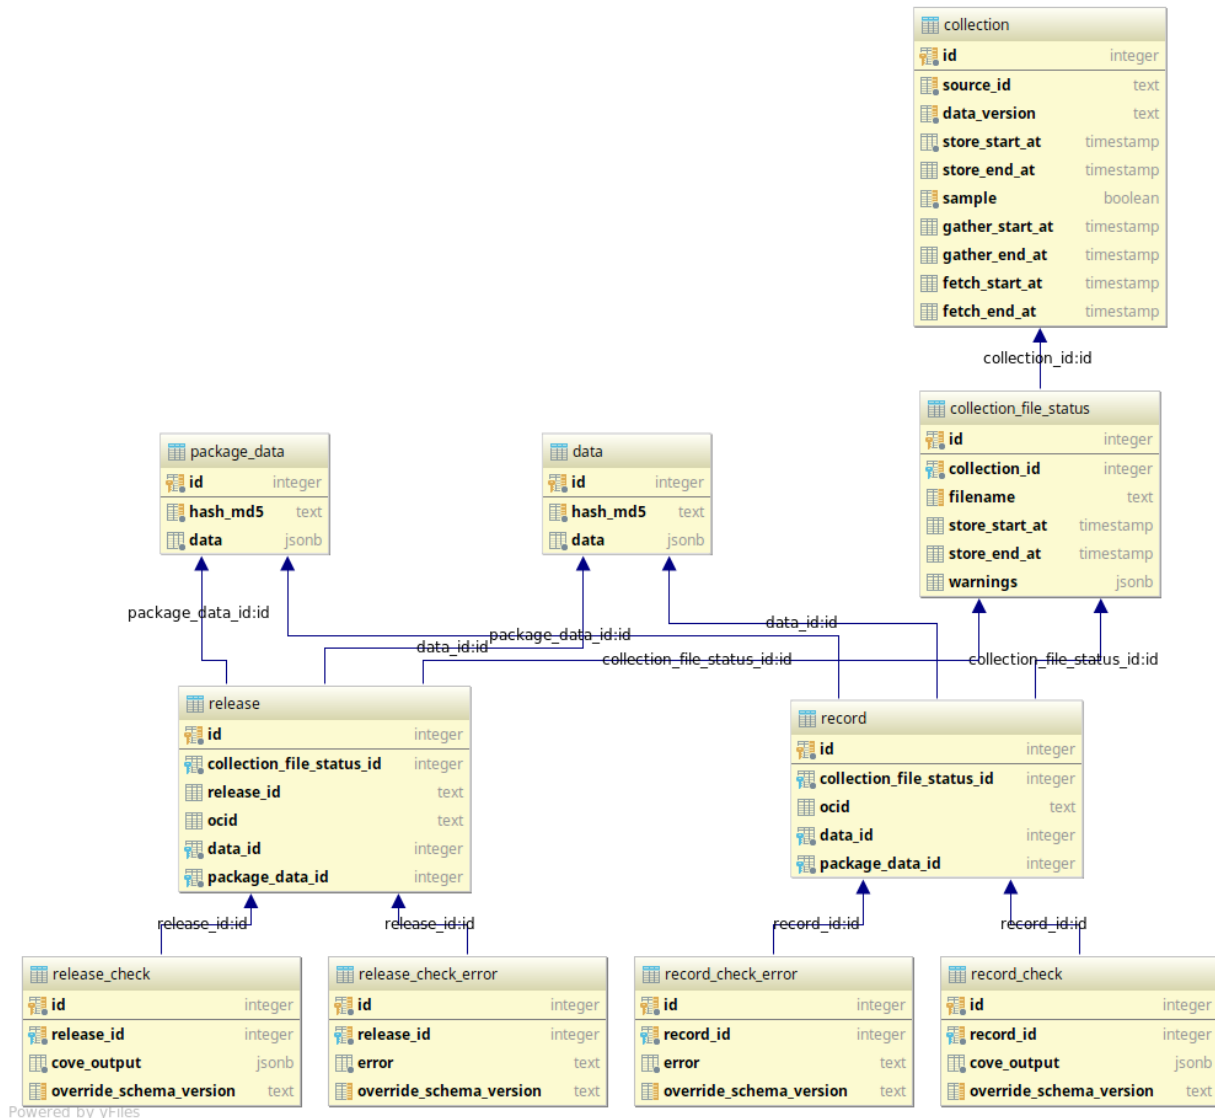 collection
id integer
source_id text
data_version text
store_start_at timestamp
store_end_at timestamp
sample boolean
gather_start_at timestamp
gather_end_at timestamp
fetch_start_at timestamp
fetch_end_at timestamp
collection_id:id
collection_file_status
id integer
collection_id integer
filename text
store_start_at timestamp
store_end_at timestamp
warnings jsonb
package_data
id integer
hash_md5 text
data jsonb
data
id integer
hash_md5 text
data jsonb
package_data_id:id
data_id:id
package_data_id:id
data_id:id
collection_file_status_id:id
collection_file_status_id:id
release
id integer
collection_file_status_id integer
release_id text
ocid text
data_id integer
package_data_id integer
record
id integer
collection_file_status_id integer
ocid text
data_id integer
package_data_id integer
release_id:id
release_id:id
record_id:id
record_id:id
release_check
id integer
release_id integer
cove_output jsonb
override_schema_version text
release_check_error
id integer
release_id integer
error text
override_schema_version text
record_check_error
id integer
record_id integer
error text
override_schema_version text
record_check
id integer
record_id integer
cove_output jsonb
override_schema_version text
Powered by yFiles